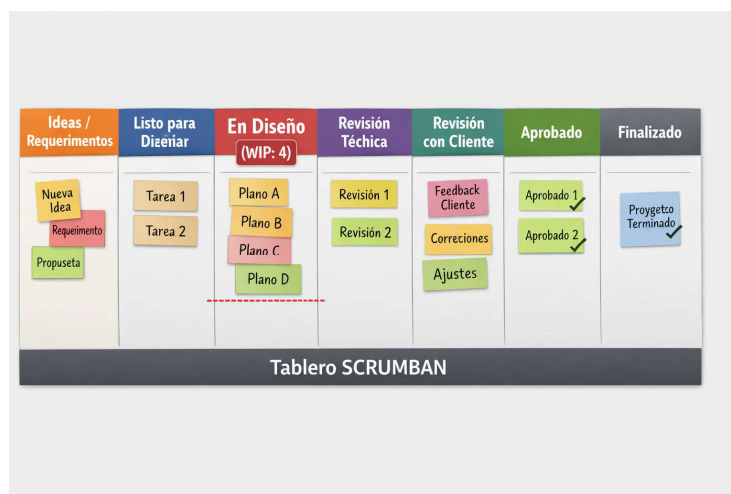 Ideas /
Requerimentos
Listo para
Dizeñar
En Diseño
(WIP: 4)
Revisión
Téchica
Revisión
con Cliente
Aprobado
Finalizado
Nueva
Idea
Requeimento
Propuseta
Tarea 1
Tarea 2
Plano A
Plano B
Plano C
Plano D
Revisión 1
Revisión 2
Feedback
Cliente
Correciones
Ajustes
Aprobado 1
Aprobado 2
Proygetco
Terminado
Tablero SCRUMBAN